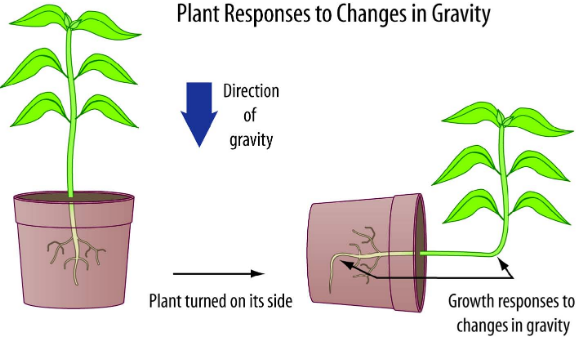 Plant Responses to Changes in Gravity
Direction
of
gravity
Plant turned on its side
Growth responses to
changes in gravity